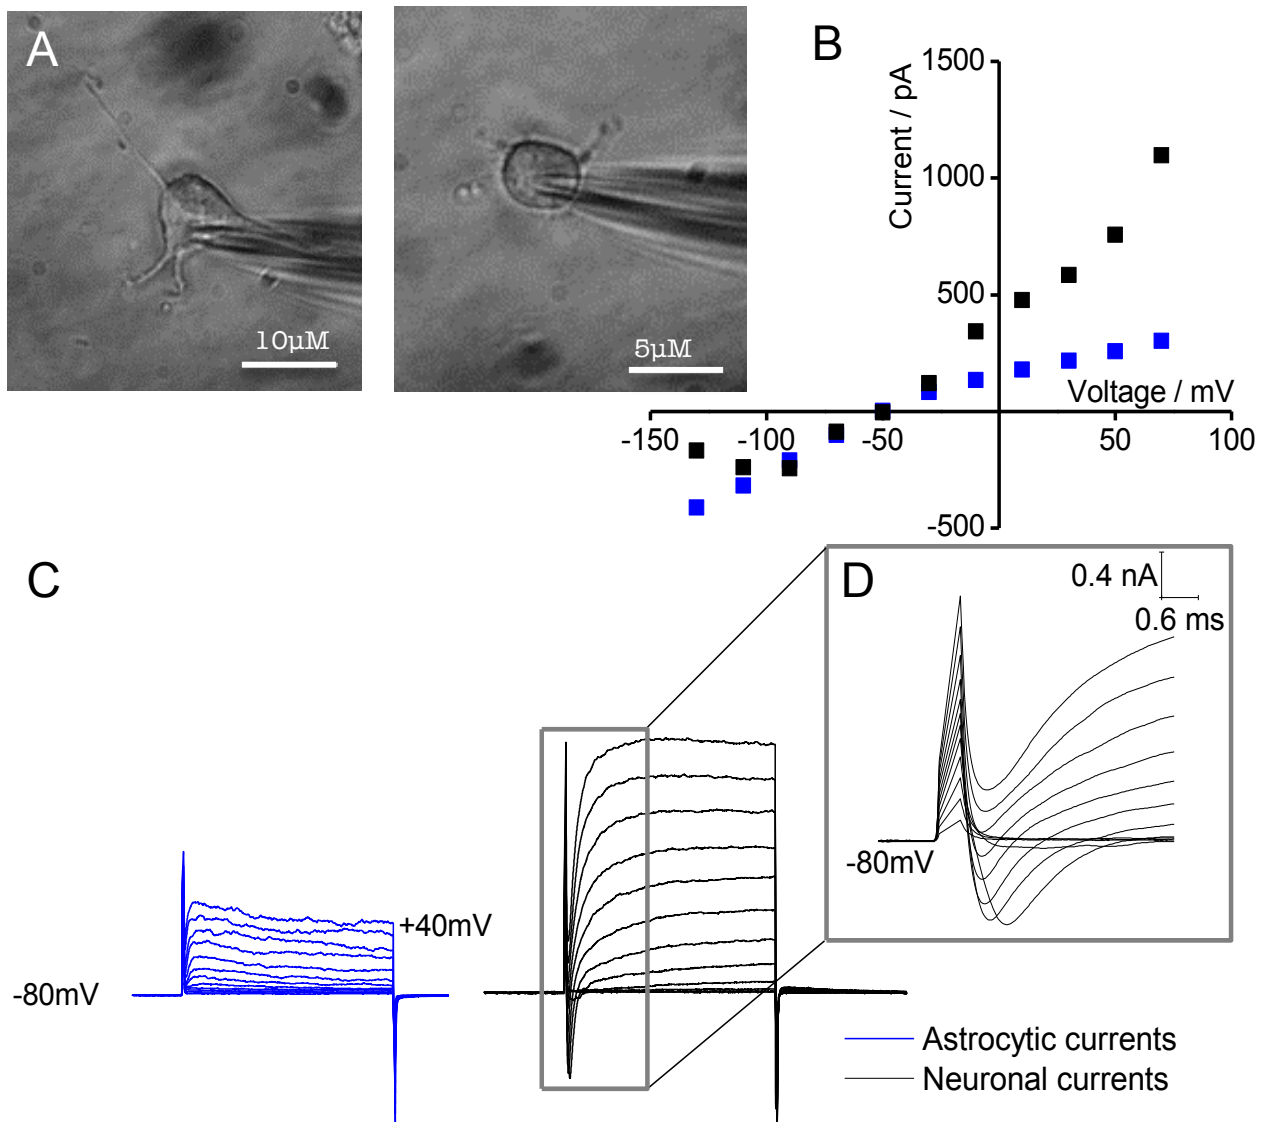 A
10µM
5µM
B
Current / pA
1500
1000
500
-500
Voltage / mV
-150
-100
-50
50
100
C
-80mV
+40mV
D
0.4 nA
0.6 ms
-80mV
Astrocytic currents
Neuronal currents